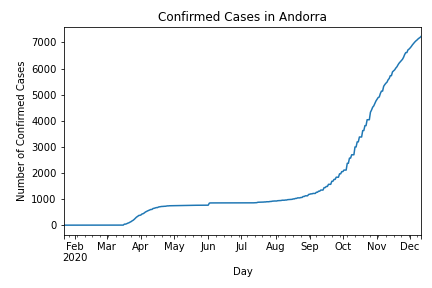 Confirmed Cases in Andorra
Number of Confirmed Cases
7000
6000
5000
4000
3000
2000
1000
0
Feb Mar Apr May Jun Jul Aug Sep Oct Nov Dec
2020
Day